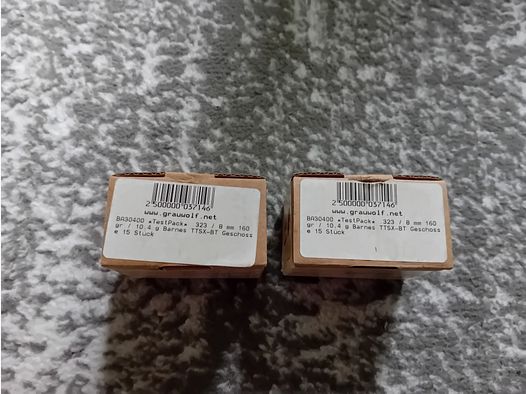 2 500000 037146
www.grauwolf.net
BA30400 *TestPack* .323 / 8 mm 160
gr / 10,4 g Barnes TTSX-BT Geschoss
e 15 Stück
2 500000 037146
www.grauwolf.net
BA30400 *TestPack* .323 / 8 mm 160
gr / 10,4 g Barnes TTSX-BT Geschoss
e 15 Stück